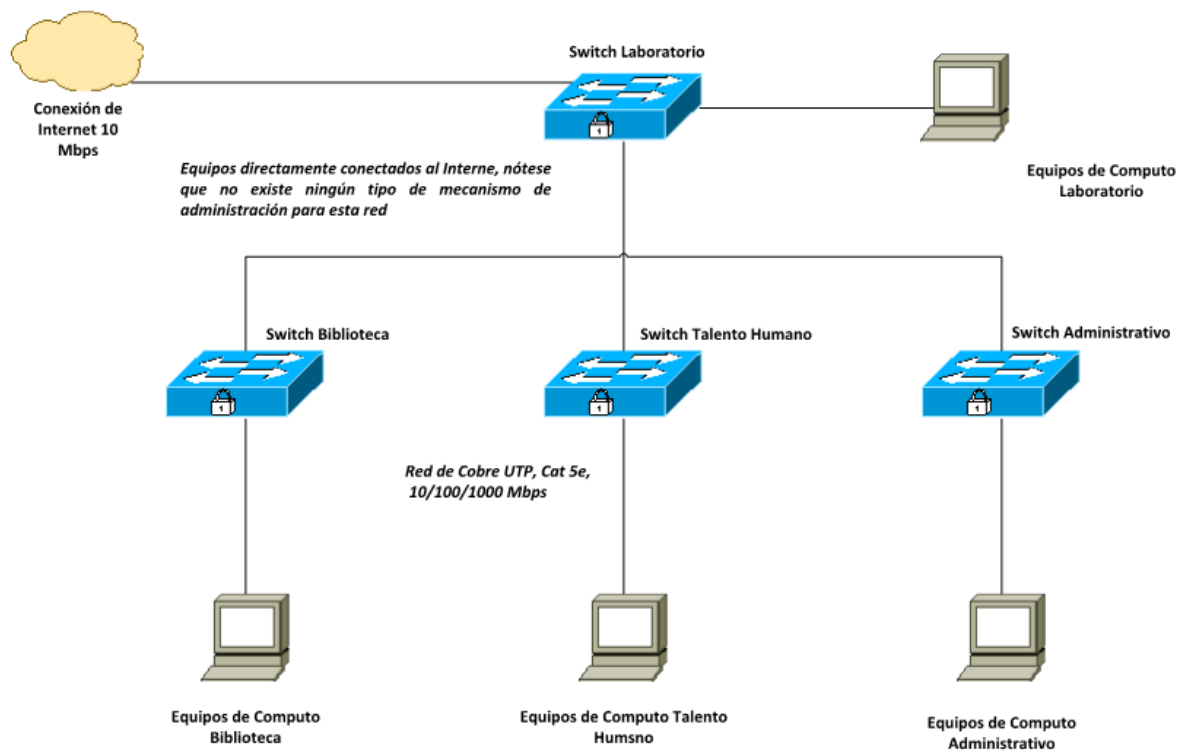 Switch Laboratorio
Conexión de
Internet 10
Mbps
Equipos directamente conectados al Interne, nótese
que no existe ningún tipo de mecanismo de
administración para esta red
1
Equipos de Computo
Laboratorio
Switch Biblioteca
Switch Talento Humano
Switch Administrativo
1
1
1
Red de Cobre UTP, Cat 5e,
10/100/1000 Mbps
Equipos de Computo
Biblioteca
Equipos de Computo Talento
Humsno
Equipos de Computo
Administrativo